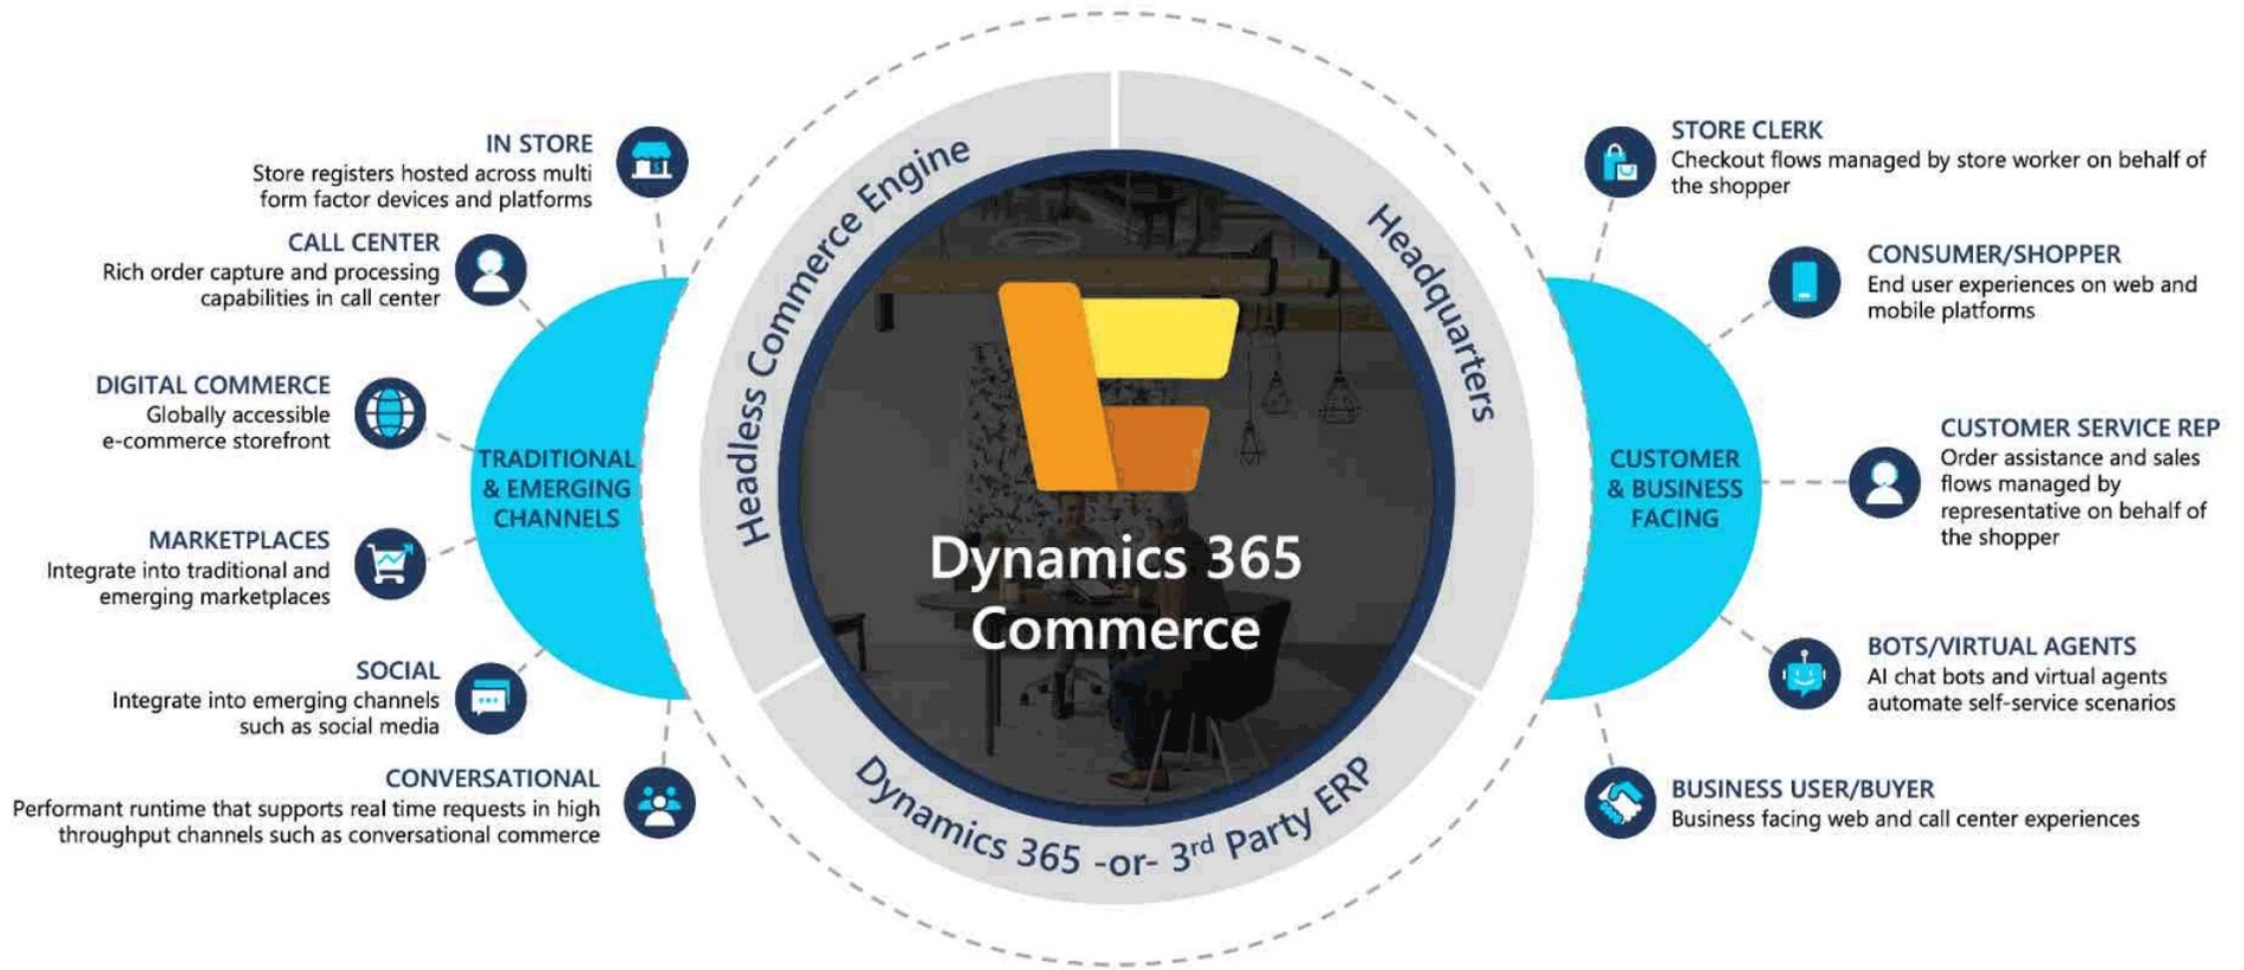 IN STORE
Store registers hosted across multi
form factor devices and platforms
CALL CENTER
Rich order capture and processing
capabilities in call center
DIGITAL COMMERCE
Globally accessible
e-commerce storefront
MARKETPLACES
Integrate into traditional and
emerging marketplaces
SOCIAL
Integrate into emerging channels
such as social media
CONVERSATIONAL
Performant runtime that supports real time requests in high
throughput channels such as conversational commerce
TRADITIONAL
& EMERGING
CHANNELS
Headless Commerce Engine
Headquarters
Dynamics 365 -or- 3rd Party ERP
Dynamics 365
Commerce
CUSTOMER
& BUSINESS
FACING
STORE CLERK
Checkout flows managed by store worker on behalf of
the shopper
CONSUMER/SHOPPER
End user experiences on web and
mobile platforms
CUSTOMER SERVICE REP
Order assistance and sales
flows managed by
representative on behalf of
the shopper
BOTS/VIRTUAL AGENTS
AI chat bots and virtual agents
automate self-service scenarios
BUSINESS USER/BUYER
Business facing web and call center experiences